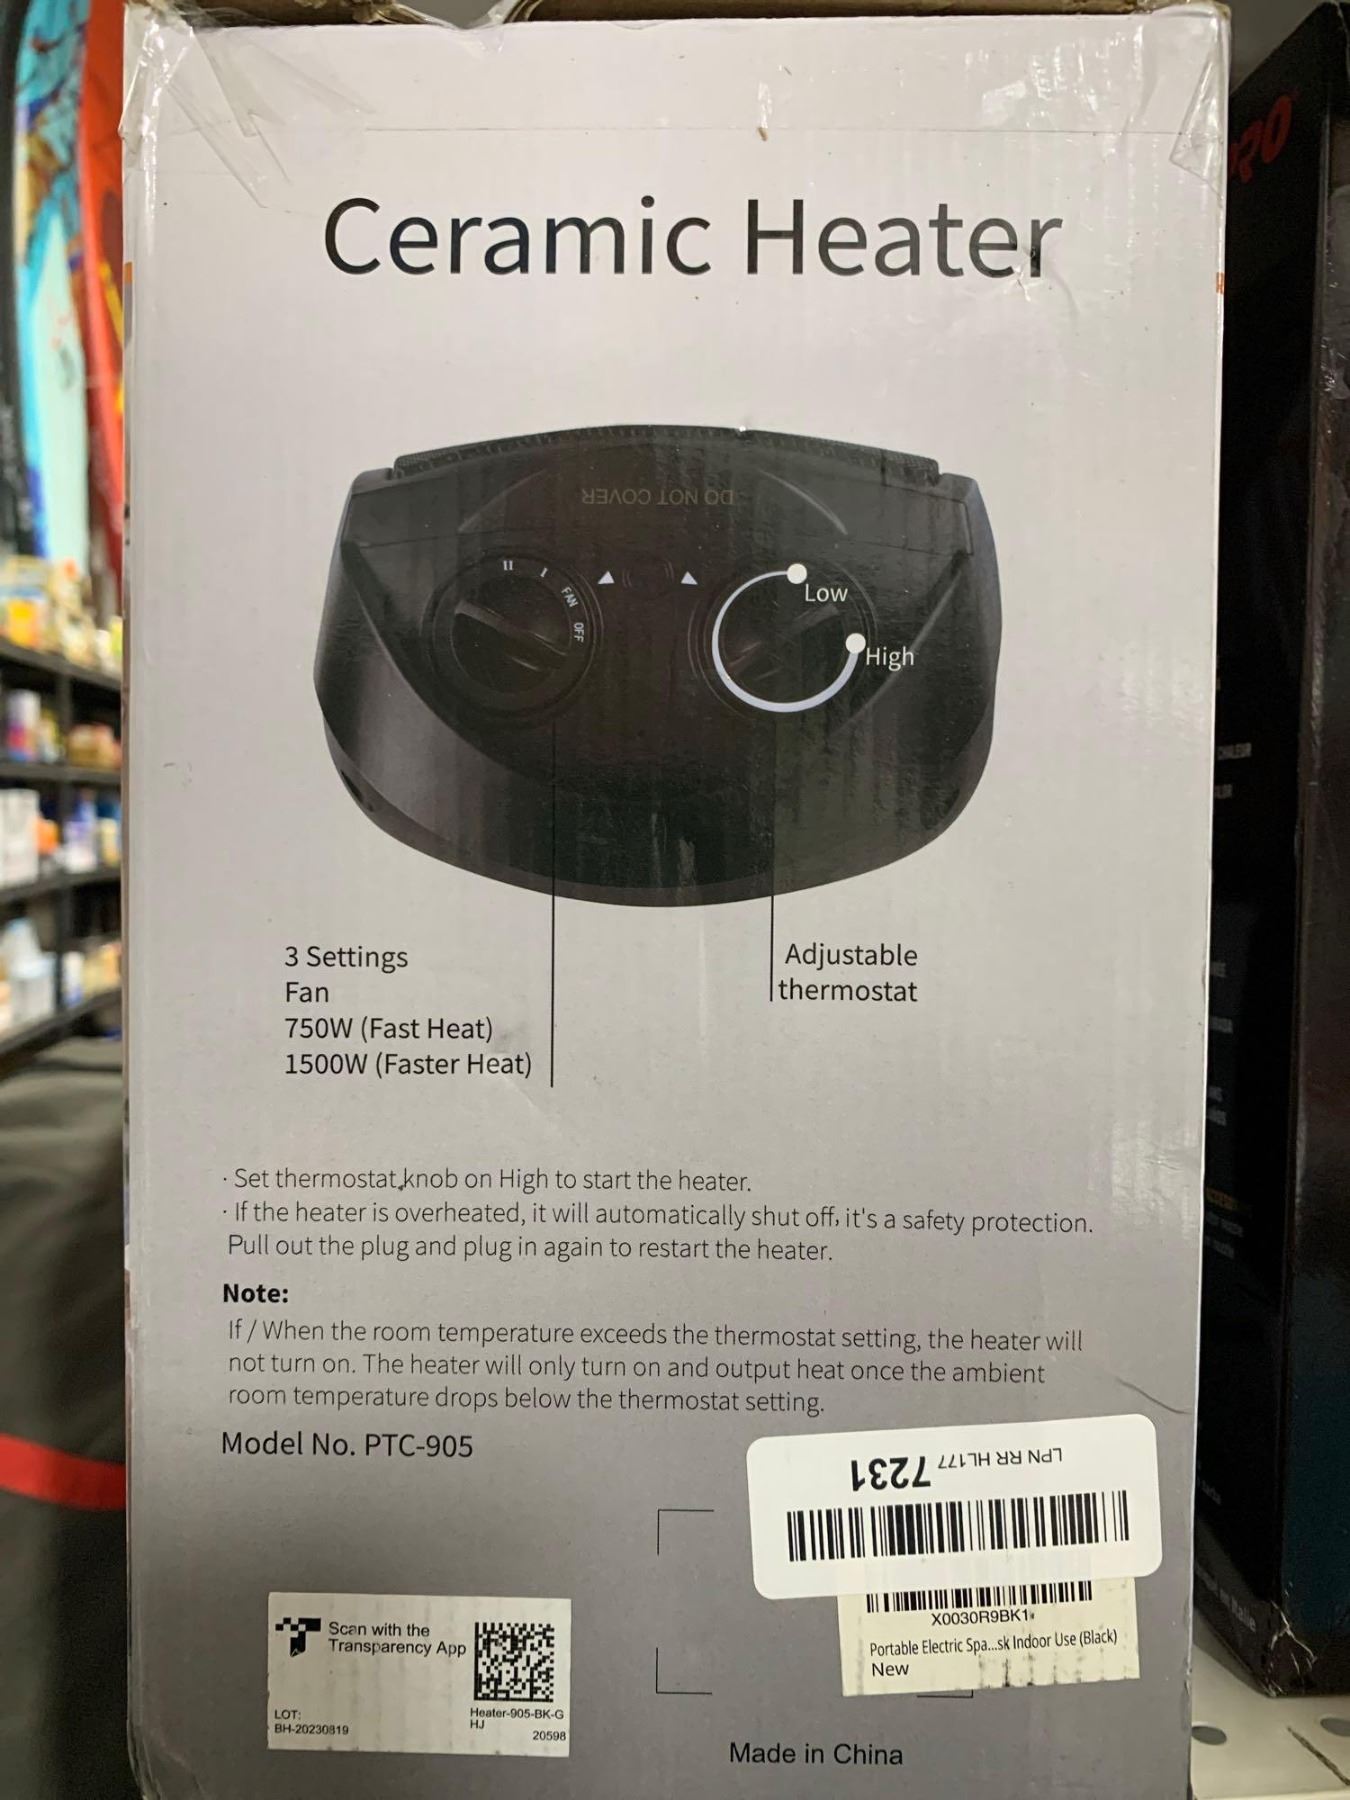 Ceramic Heater
DO NOT COVER
II
I
FAN
OFF
Low
High
3 Settings
Fan
750W (Fast Heat)
1500W (Faster Heat)
Adjustable
thermostat
· Set thermostat knob on High to start the heater.
· If the heater is overheated, it will automatically shut off, it's a safety protection.
Pull out the plug and plug in again to restart the heater.
Note:
If / When the room temperature exceeds the thermostat setting, the heater will
not turn on. The heater will only turn on and output heat once the ambient
room temperature drops below the thermostat setting.
Model No. PTC-905
LPN RR HL177 7231
X0030R9BK1
Portable Electric Spa...sk Indoor Use (Black)
New
Scan with the
Transparency App
LOT:
BH-20230819
Heater-905-BK-G
HJ
20598
Made in China
CHALEUR